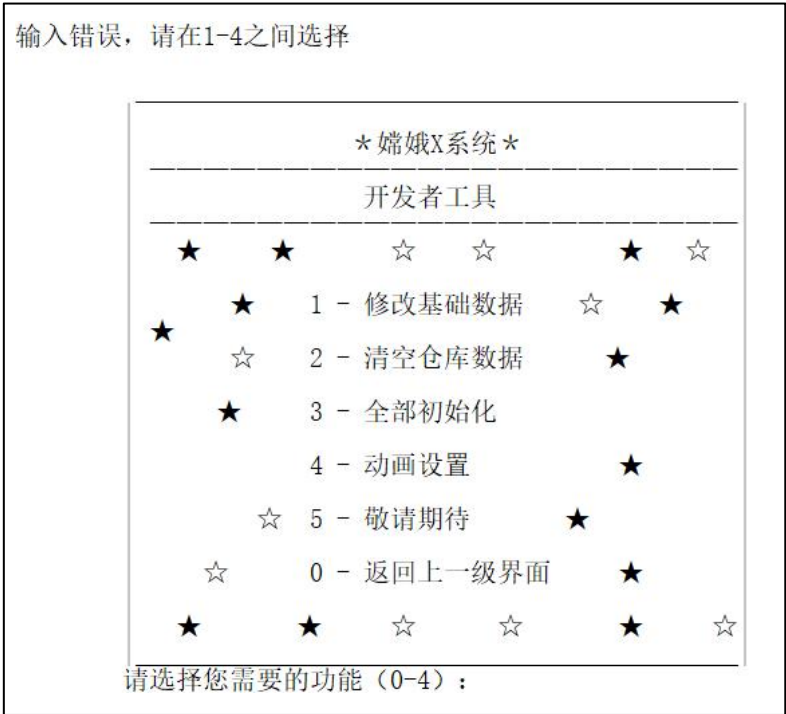 输入错误，请在1-4之间选择
*嫦娥X系统*
开发者工具
★ ★ ☆ ☆ ★ ☆
★ 1 - 修改基础数据 ☆ ★
★
☆ 2 - 清空仓库数据 ★
★ 3 - 全部初始化
4 - 动画设置 ★
☆ 5 - 敬请期待 ★
☆ 0 - 返回上一级界面 ★
★ ★ ☆ ☆ ★ ☆
请选择您需要的功能（0-4）：